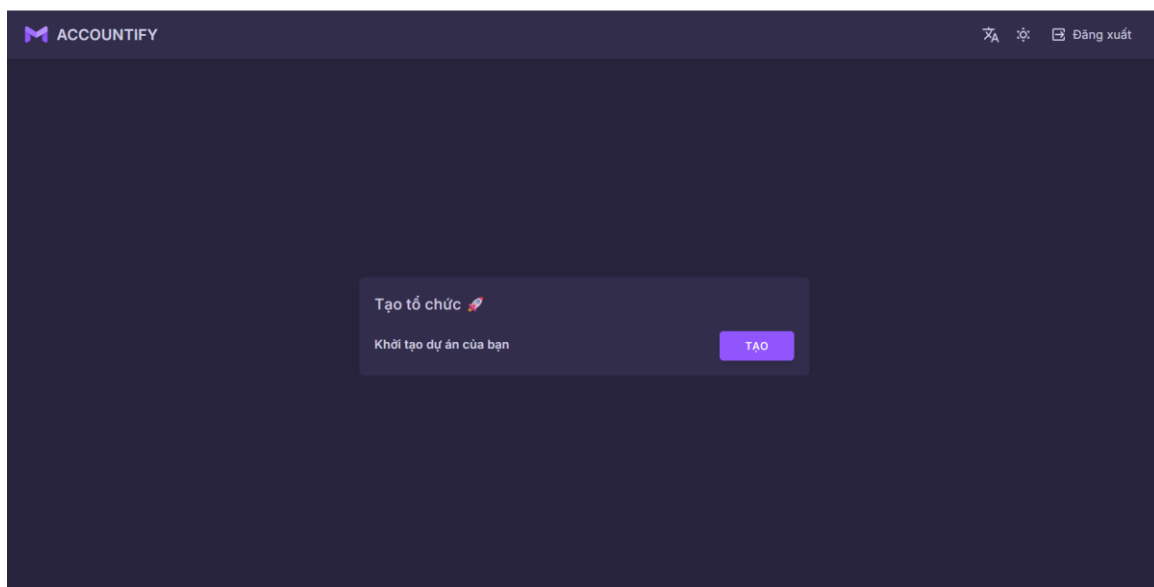 ACCOUNTIFY
Đăng xuất
Tạo tổ chức 🚀
Khởi tạo dự án của bạn
TẠO